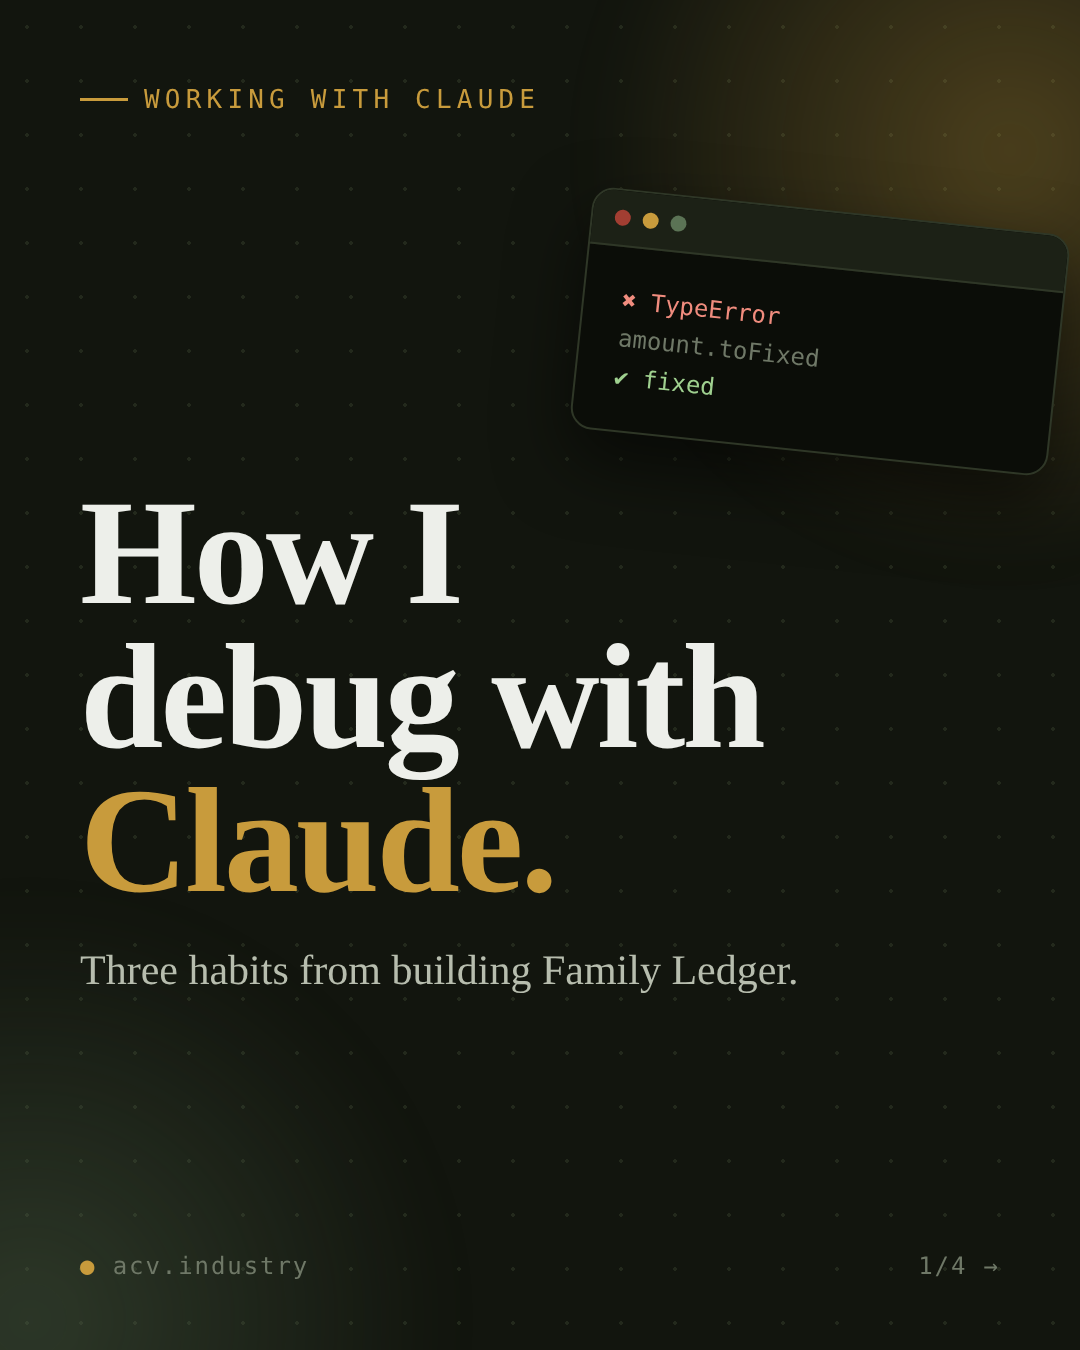 WORKING WITH CLAUDE
✖ TypeError
amount.toFixed
✔ fixed
How I
debug with
Claude.
Three habits from building Family Ledger.
acv.industry
1/4 →